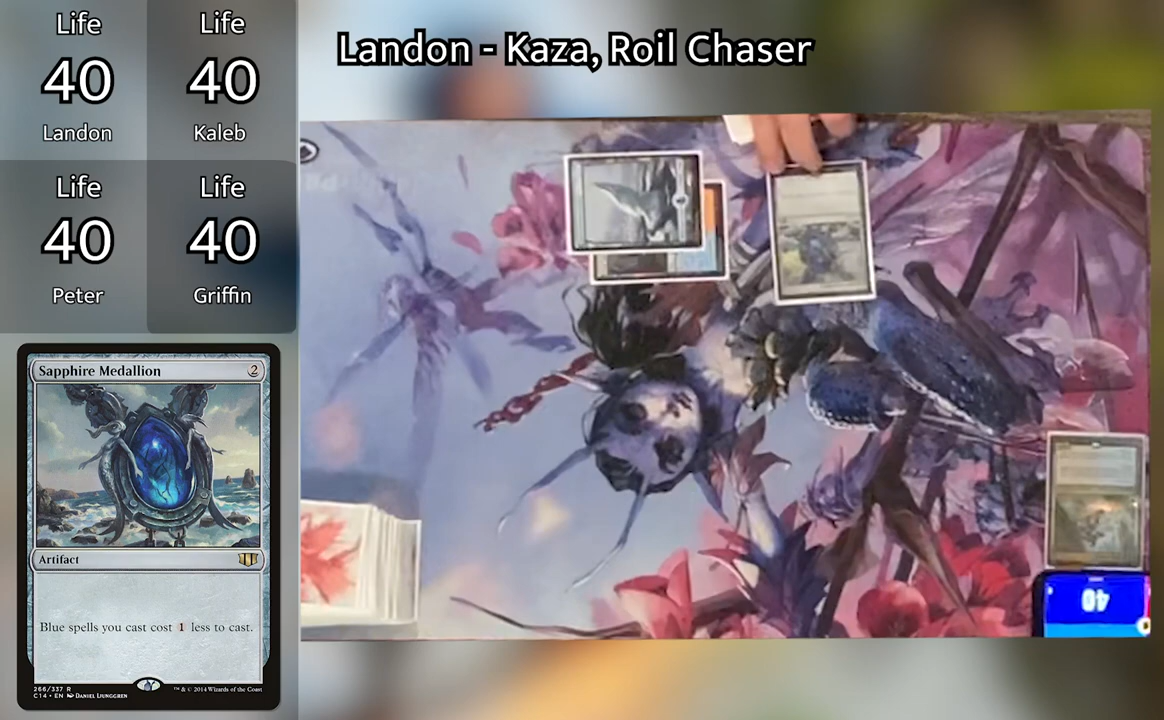 Life
40
Landon
Life
40
Kaleb
Life
40
Peter
Life
40
Griffin
Landon - Kaza, Roil Chaser
Sapphire Medallion 2
Artifact
Blue spells you cast cost 1 less to cast.
266/337 R
C14 • EN DANIEL LJUNGGREN
™ & © 2014 Wizards of the Coast
40